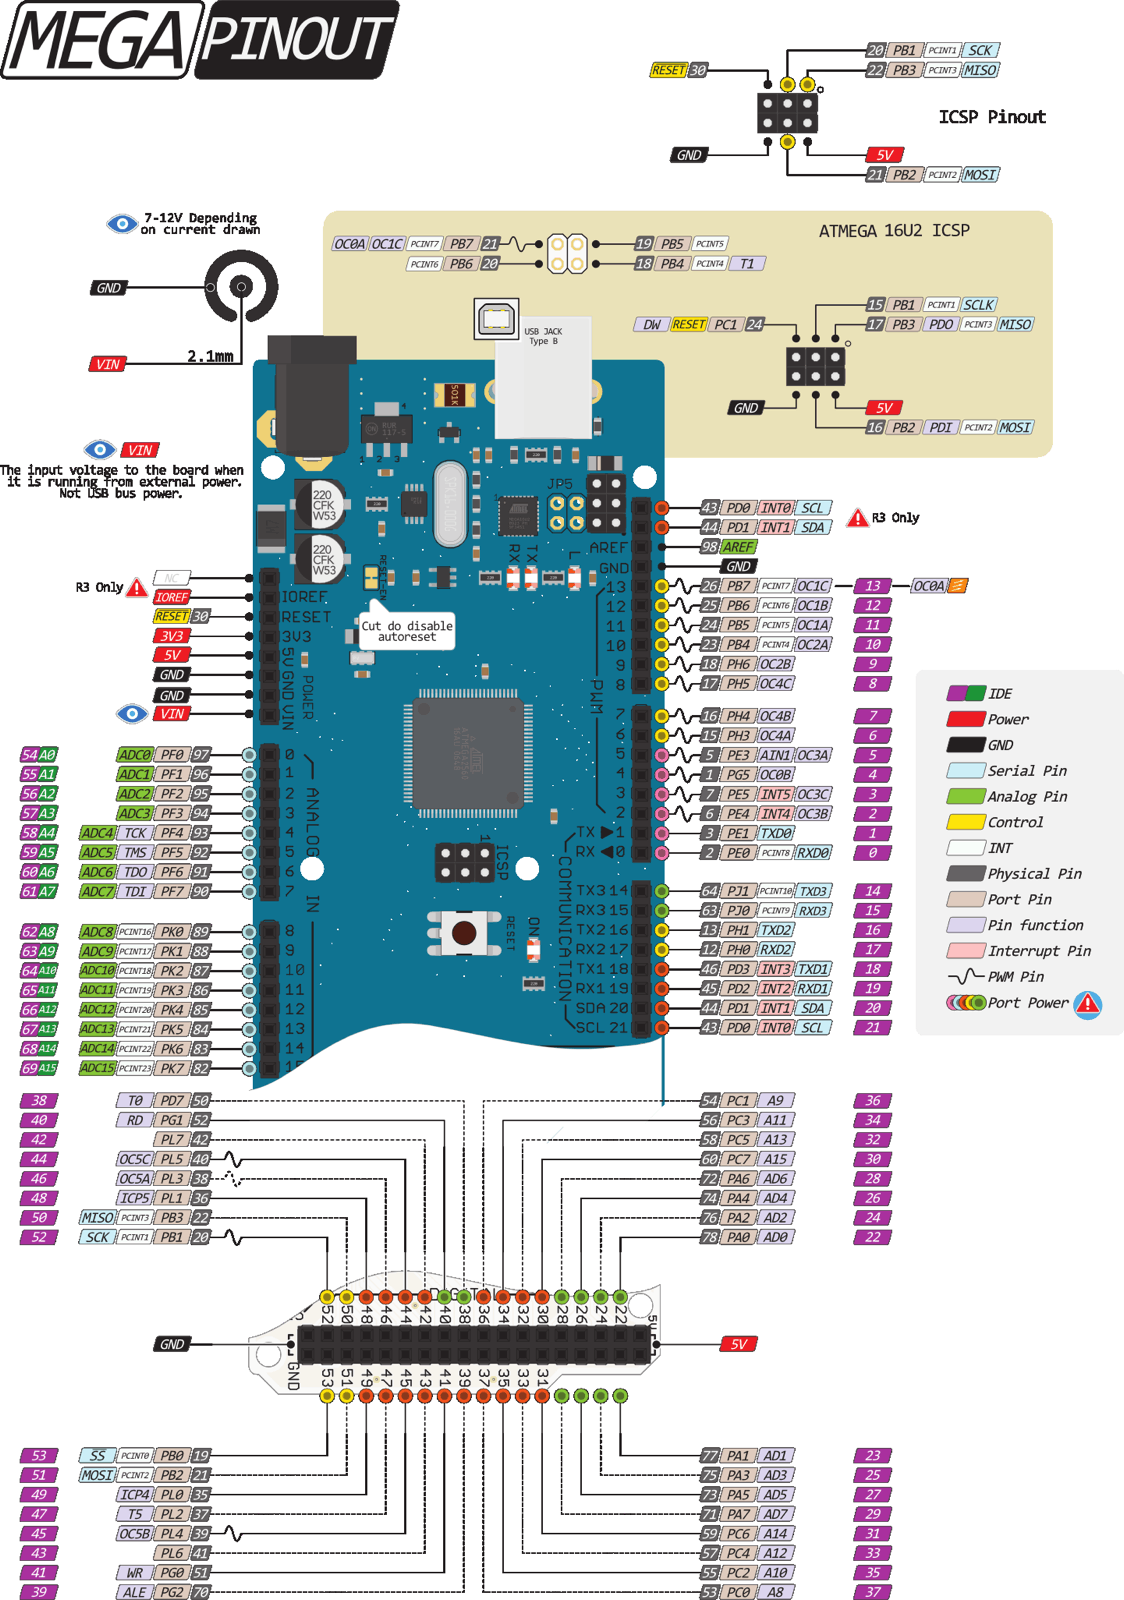 MEGA PINOUT
20 PB1 PCINT1 SCK
RESET 30
22 PB3 PCINT3 MISO
ICSP Pinout
GND
5V
21 PB2 PCINT2 MOSI
7-12V Depending
on current drawn
GND
VIN
2.1mm
ATMEGA 16U2 ICSP
OC0A OC1C PCINT7 PB7 21
19 PB5 PCINT5
PCINT6 PB6 20
18 PB4 PCINT4 T1
USB JACK
Type B
15 PB1 PCINT1 SCLK
DW RESET PC1 24
17 PB3 PDO PCINT3 MISO
GND
5V
16 PB2 PDI PCINT2 MOSI
VIN
The input voltage to the board when
it is running from external power.
Not USB bus power.
501K
1 2 3
220
CFK
W53
220
CFK
W53
JP5
1
RX
TX
L
RESET-EN
Cut do disable
autoreset
R3 Only
NC
IOREF
RESET 30
3V3
5V
GND
GND
VIN
IOREF
RESET
3V3
5V
GND
VIN
POWER
AREF
GND
13
12
11
10
9
8
PWM
7
6
5
4
3
2
TX 1
RX 0
COMMUNICATION
TX3 14
RX3 15
TX2 16
RX2 17
TX1 18
RX1 19
SDA 20
SCL 21
43 PD0 INT0 SCL
44 PD1 INT1 SDA
R3 Only
98 AREF
GND
26 PB7 PCINT7 OC1C 13 OC0A
25 PB6 PCINT6 OC1B 12
24 PB5 PCINT5 OC1A 11
23 PB4 PCINT4 OC2A 10
18 PH6 OC2B 9
17 PH5 OC4C 8
16 PH4 OC4B 7
15 PH3 OC4A 6
5 PE3 AIN1 OC3A 5
1 PG5 OC0B 4
7 PE5 INT5 OC3C 3
6 PE4 INT4 OC3B 2
3 PE1 TXD0 1
2 PE0 PCINT8 RXD0 0
64 PJ1 PCINT10 TXD3 14
63 PJ0 PCINT9 RXD3 15
13 PH1 TXD2 16
12 PH0 RXD2 17
46 PD3 INT3 TXD1 18
45 PD2 INT2 RXD1 19
44 PD1 INT1 SDA 20
43 PD0 INT0 SCL 21
IDE
Power
GND
Serial Pin
Analog Pin
Control
INT
Physical Pin
Port Pin
Pin function
Interrupt Pin
PWM Pin
Port Power
54 A0 ADC0 PF0 97
55 A1 ADC1 PF1 96
56 A2 ADC2 PF2 95
57 A3 ADC3 PF3 94
58 A4 ADC4 TCK PF4 93
59 A5 ADC5 TMS PF5 92
60 A6 ADC6 TDO PF6 91
61 A7 ADC7 TDI PF7 90
62 A8 ADC8 PCINT16 PK0 89
63 A9 ADC9 PCINT17 PK1 88
64 A10 ADC10 PCINT18 PK2 87
65 A11 ADC11 PCINT19 PK3 86
66 A12 ADC12 PCINT20 PK4 85
67 A13 ADC13 PCINT21 PK5 84
68 A14 ADC14 PCINT22 PK6 83
69 A15 ADC15 PCINT23 PK7 82
0
1
2
3
4
5
6
7
8
9
10
11
12
13
14
ANALOG IN
1
ICSP
RESET
ON
38 T0 PD7 50
40 RD PG1 52
42 PL7 42
44 OC5C PL5 40
46 OC5A PL3 38
48 ICP5 PL1 36
50 MISO PCINT3 PB3 22
52 SCK PCINT1 PB1 20
54 PC1 A9 36
56 PC3 A11 34
58 PC5 A13 32
60 PC7 A15 30
72 PA6 AD6 28
74 PA4 AD4 26
76 PA2 AD2 24
78 PA0 AD0 22
52 50 48 46 44 42 40 38 36 34 32 30 28 26 24 22
GND
5V
GND
5V
53 51 49 47 45 43 41 39 37 35 33 31
53 SS PCINT0 PB0 19
51 MOSI PCINT2 PB2 21
49 ICP4 PL0 35
47 T5 PL2 37
45 OC5B PL4 39
43 PL6 41
41 WR PG0 51
39 ALE PG2 70
77 PA1 AD1 23
75 PA3 AD3 25
73 PA5 AD5 27
71 PA7 AD7 29
59 PC6 A14 31
57 PC4 A12 33
55 PC2 A10 35
53 PC0 A8 37